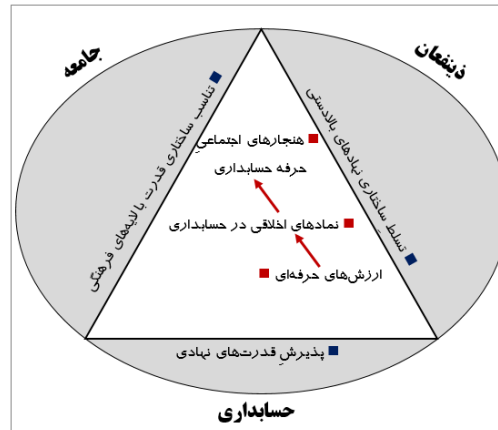 ذینفعان
جامعه
تناسب ساختاری قدرت با لایه‌های فرهنگی
تسلطِ ساختاری نهادهای بالادستی
هنجارهای اجتماعیِ
حرفه حسابداری
نمادهای اخلاقی در حسابداری
ارزش‌های حرفه‌ای
پذیرشِ قدرت‌های نهادی
حسابداری